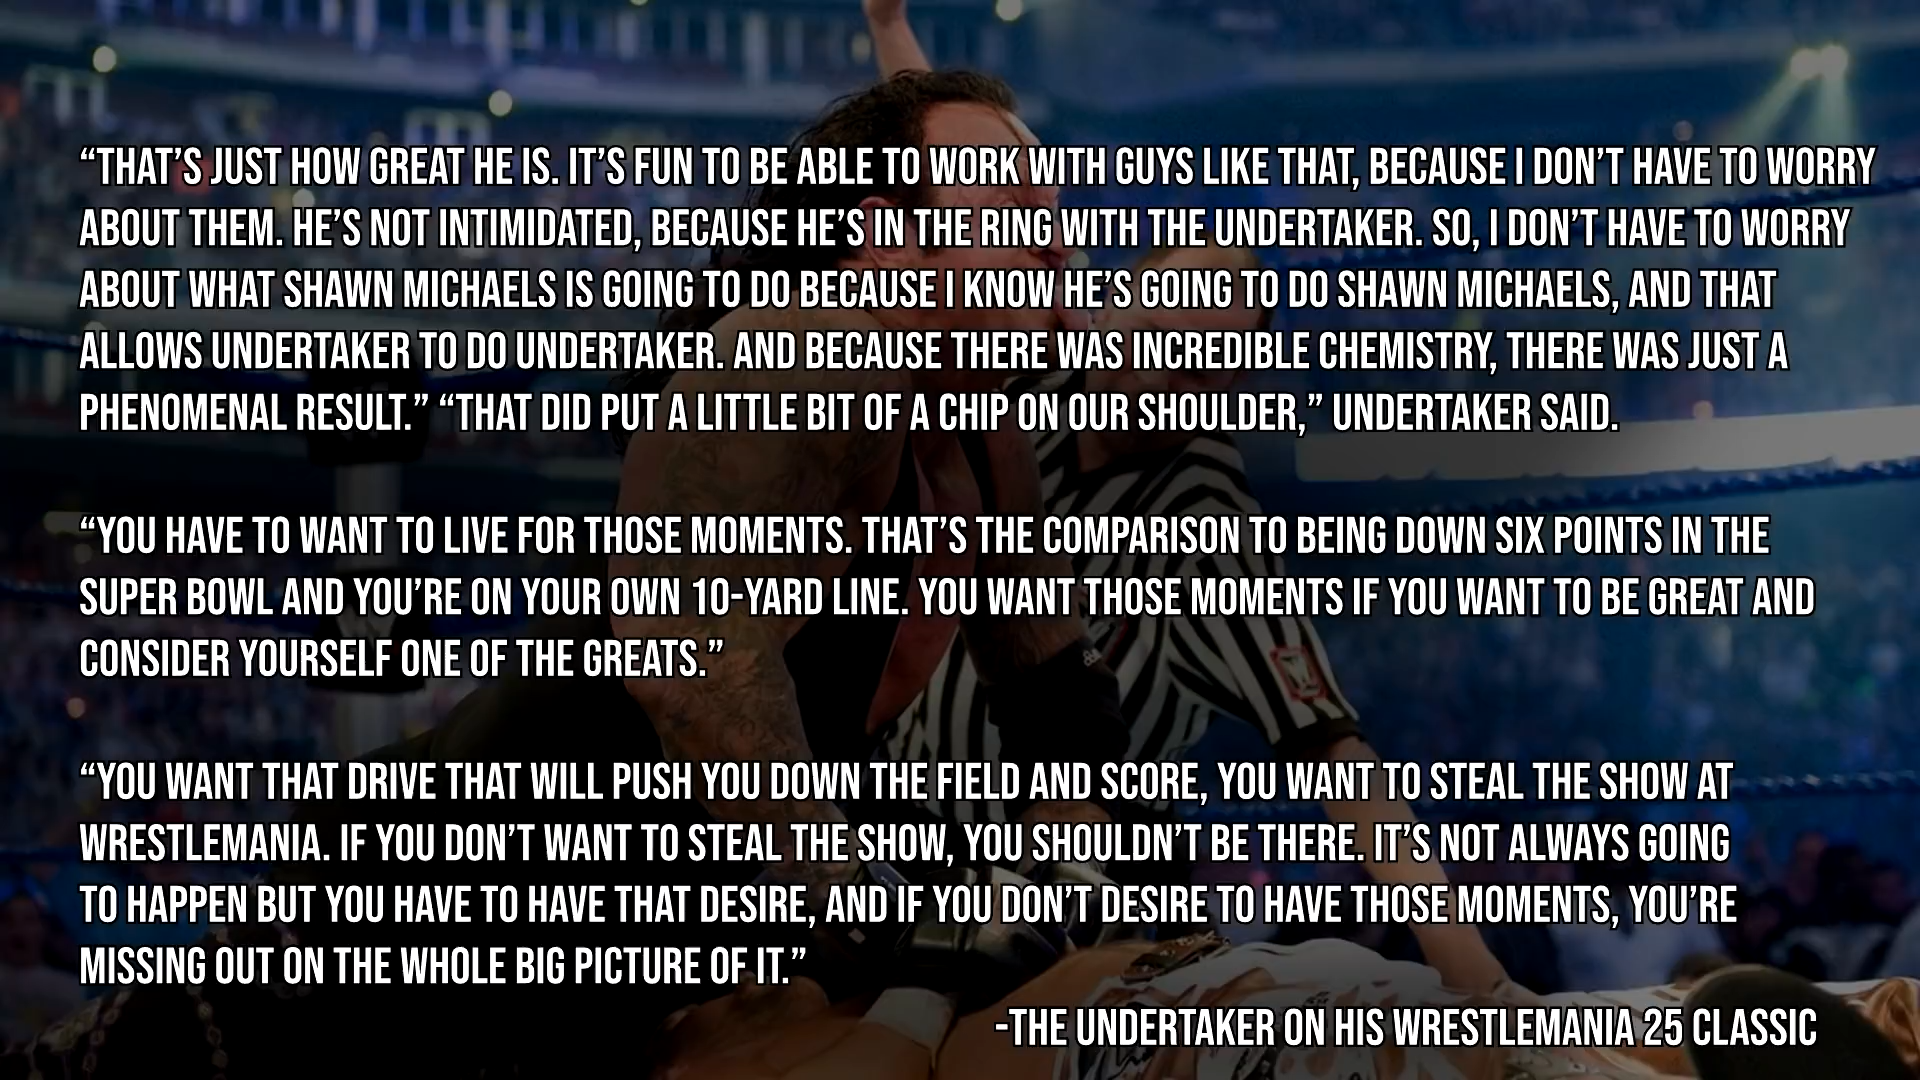 “THAT’S JUST HOW GREAT HE IS. IT’S FUN TO BE ABLE TO WORK WITH GUYS LIKE THAT, BECAUSE I DON’T HAVE TO WORRY
ABOUT THEM. HE’S NOT INTIMIDATED, BECAUSE HE’S IN THE RING WITH THE UNDERTAKER. SO, I DON’T HAVE TO WORRY
ABOUT WHAT SHAWN MICHAELS IS GOING TO DO BECAUSE I KNOW HE’S GOING TO DO SHAWN MICHAELS, AND THAT
ALLOWS UNDERTAKER TO DO UNDERTAKER. AND BECAUSE THERE WAS INCREDIBLE CHEMISTRY, THERE WAS JUST A
PHENOMENAL RESULT.” “THAT DID PUT A LITTLE BIT OF A CHIP ON OUR SHOULDER,” UNDERTAKER SAID.
“YOU HAVE TO WANT TO LIVE FOR THOSE MOMENTS. THAT’S THE COMPARISON TO BEING DOWN SIX POINTS IN THE
SUPER BOWL AND YOU’RE ON YOUR OWN 10-YARD LINE. YOU WANT THOSE MOMENTS IF YOU WANT TO BE GREAT AND
CONSIDER YOURSELF ONE OF THE GREATS.”
“YOU WANT THAT DRIVE THAT WILL PUSH YOU DOWN THE FIELD AND SCORE, YOU WANT TO STEAL THE SHOW AT
WRESTLEMANIA. IF YOU DON’T WANT TO STEAL THE SHOW, YOU SHOULDN’T BE THERE. IT’S NOT ALWAYS GOING
TO HAPPEN BUT YOU HAVE TO HAVE THAT DESIRE, AND IF YOU DON’T DESIRE TO HAVE THOSE MOMENTS, YOU’RE
MISSING OUT ON THE WHOLE BIG PICTURE OF IT.”
-THE UNDERTAKER ON HIS WRESTLEMANIA 25 CLASSIC